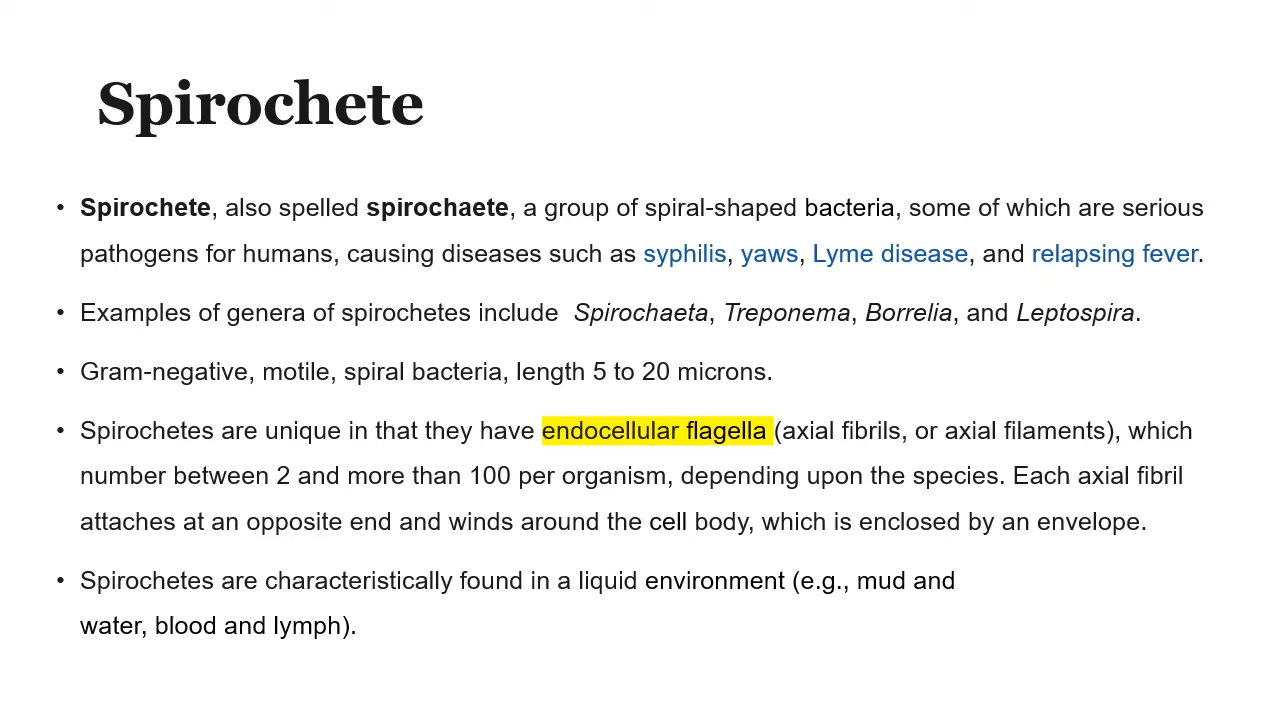 Spirochete
• Spirochete, also spelled spirochaete, a group of spiral-shaped bacteria, some of which are serious
pathogens for humans, causing diseases such as syphilis, yaws, Lyme disease, and relapsing fever.
• Examples of genera of spirochetes include Spirochaeta, Treponema, Borrelia, and Leptospira.
• Gram-negative, motile, spiral bacteria, length 5 to 20 microns.
• Spirochetes are unique in that they have endocellular flagella (axial fibrils, or axial filaments), which
number between 2 and more than 100 per organism, depending upon the species. Each axial fibril
attaches at an opposite end and winds around the cell body, which is enclosed by an envelope.
• Spirochetes are characteristically found in a liquid environment (e.g., mud and
water, blood and lymph).